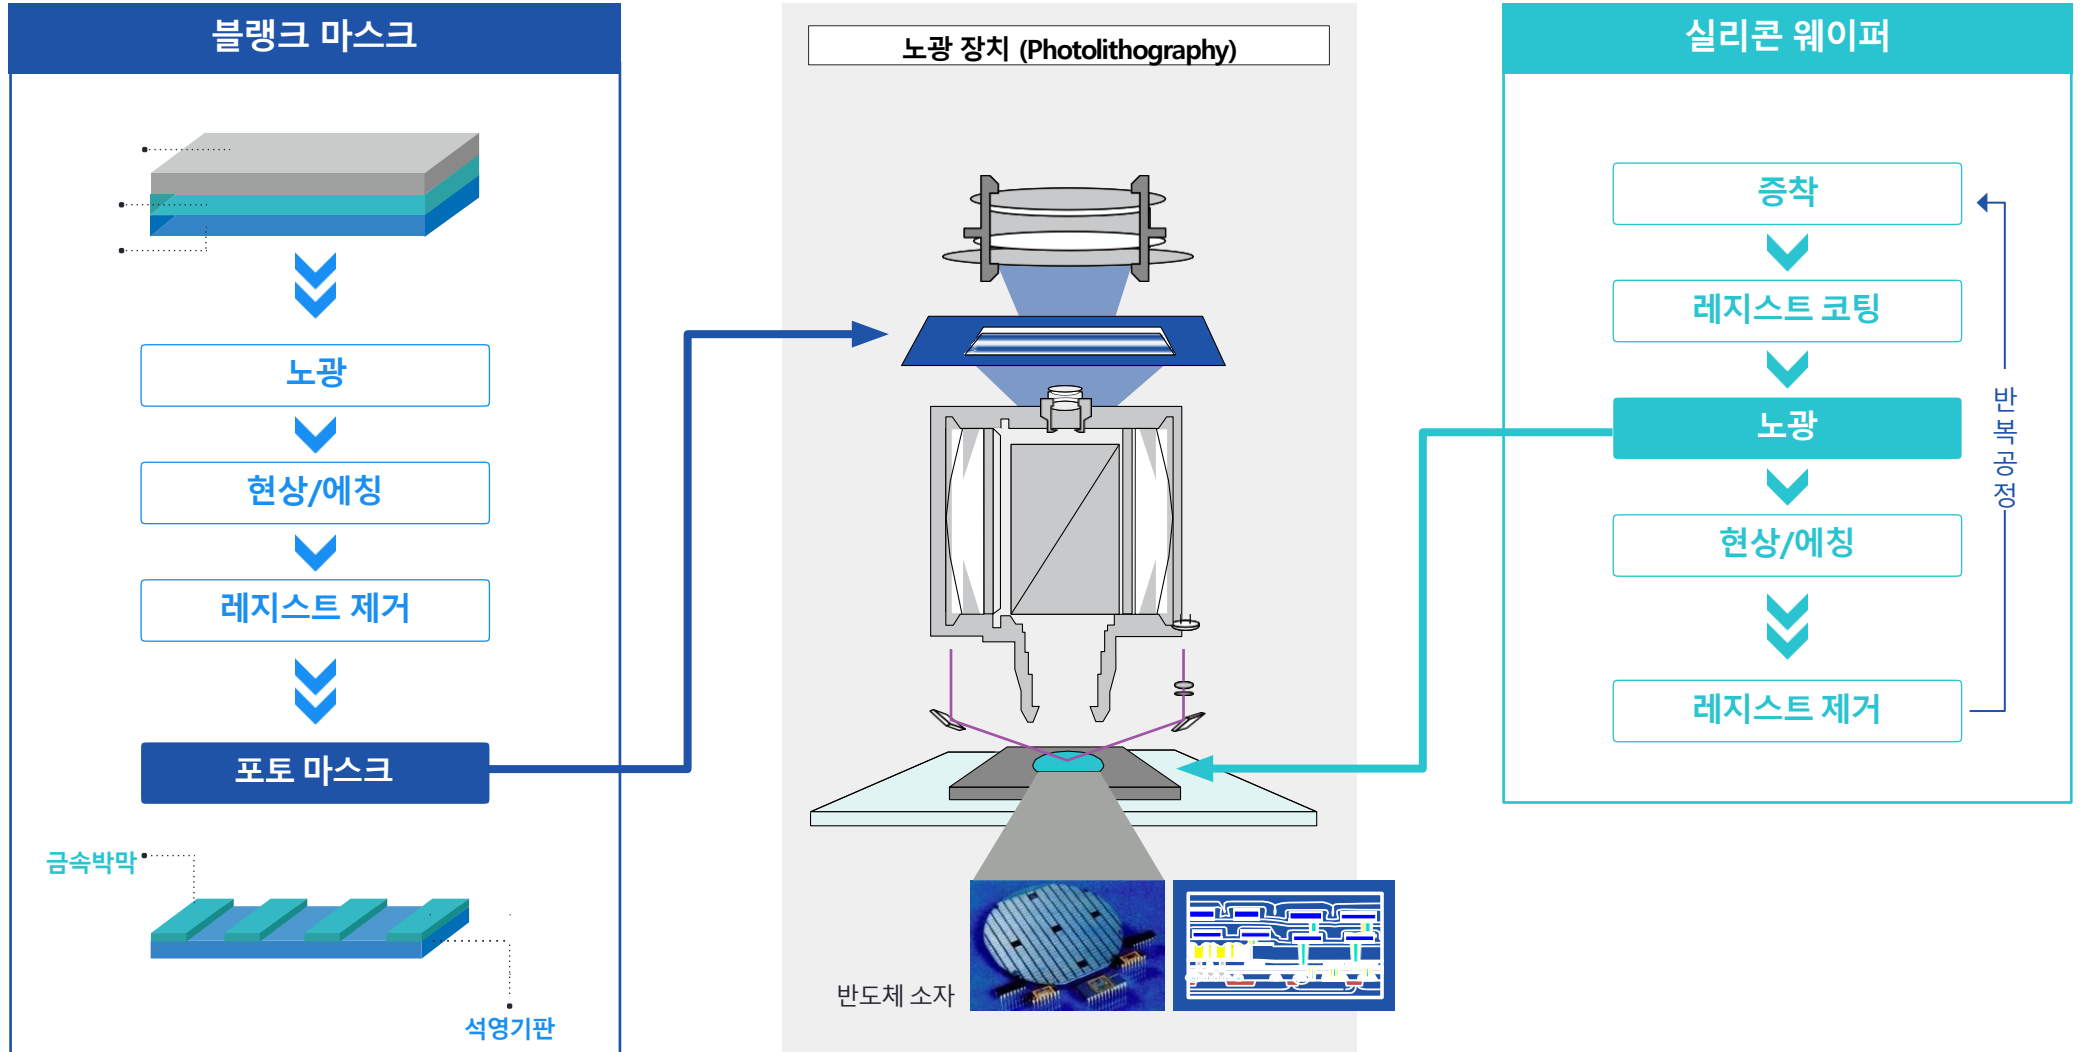 블랭크 마스크
노광
현상/에칭
레지스트 제거
포토 마스크
금속박막
석영기판
노광 장치 (Photolithography)
반도체 소자
실리콘 웨이퍼
증착
레지스트 코팅
노광
현상/에칭
레지스트 제거
반복공정